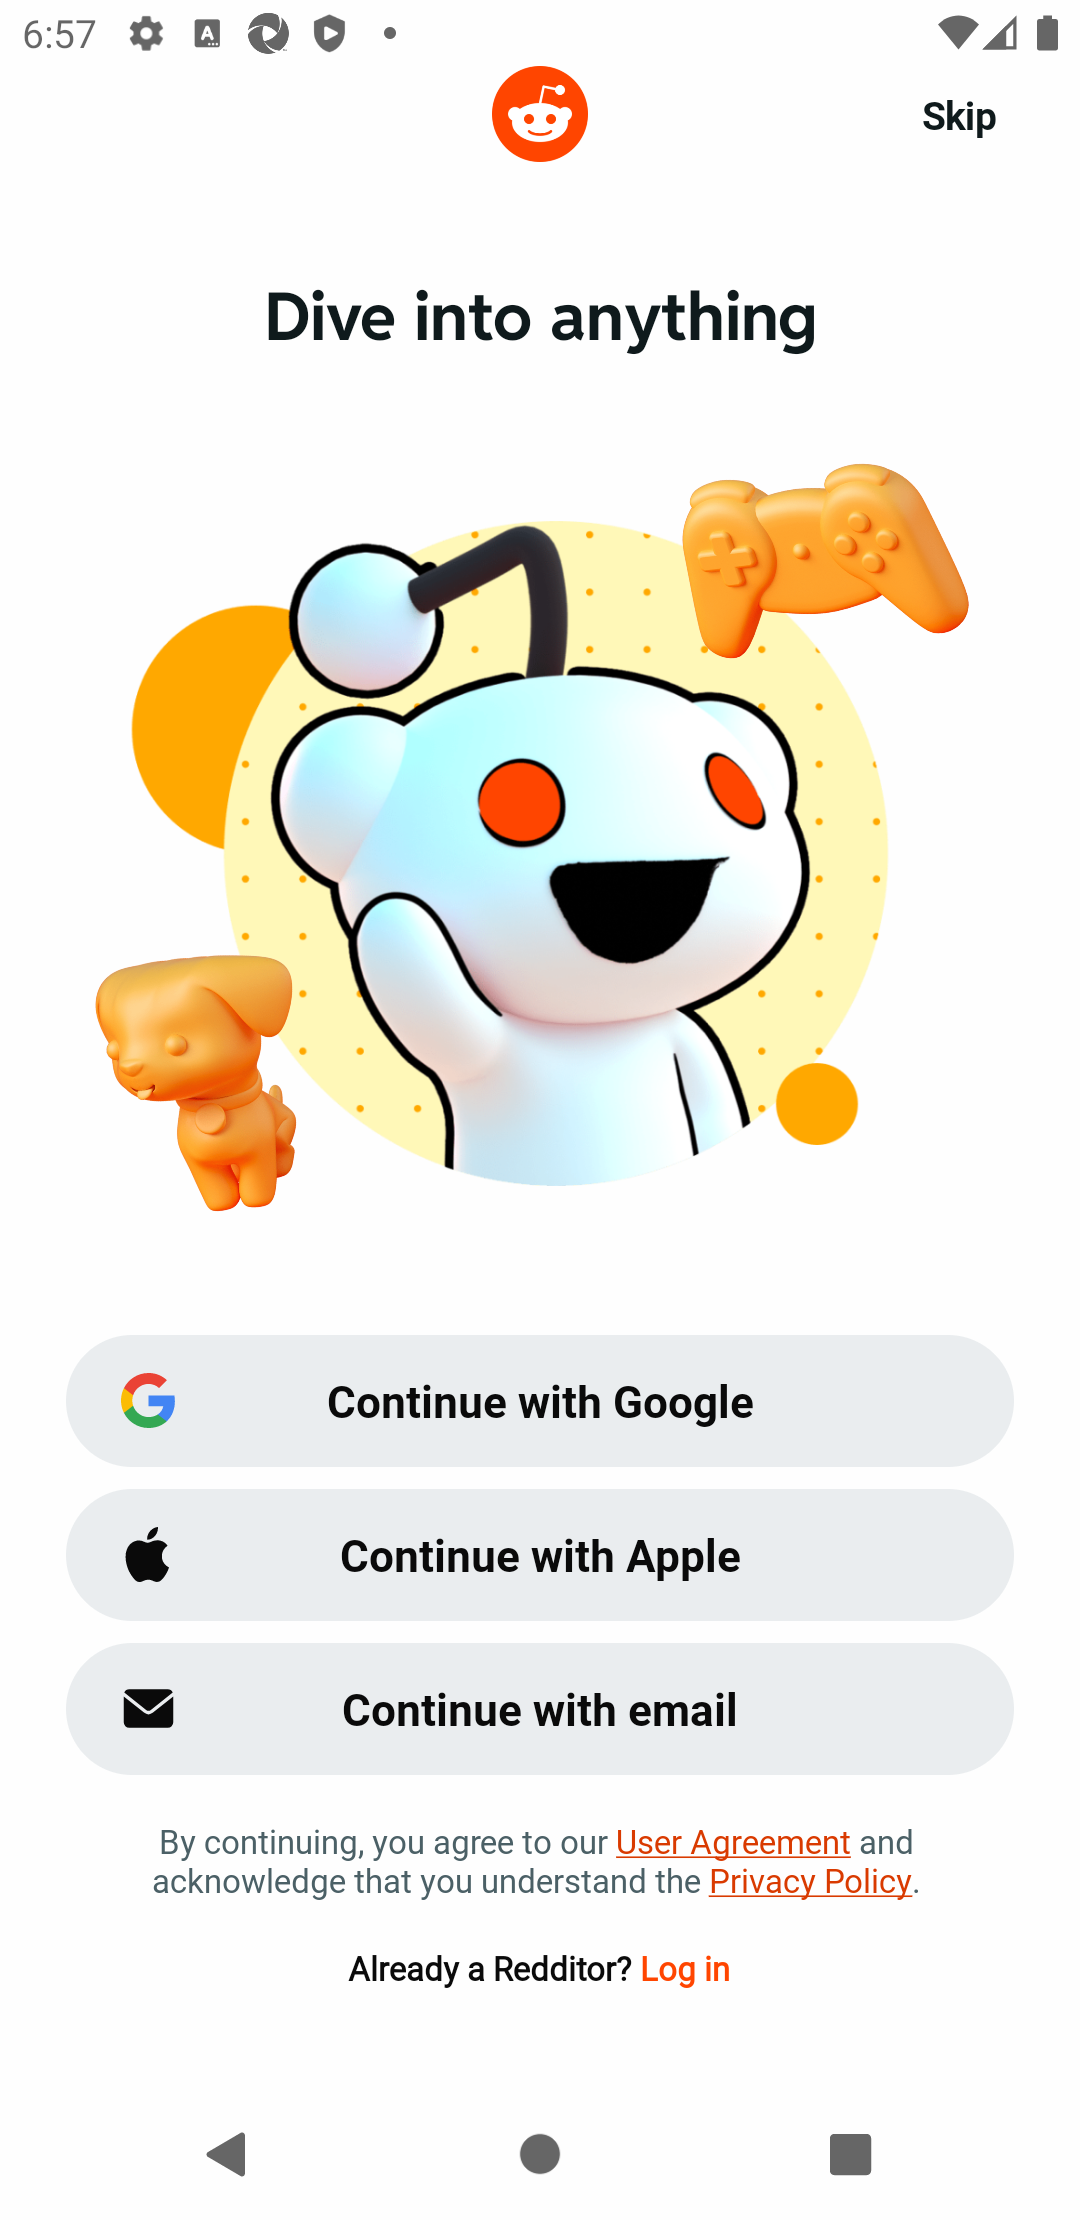 6:57
Skip
Dive into anything
Continue with Google
Continue with Apple
Continue with email
By continuing, you agree to our User Agreement and
acknowledge that you understand the Privacy Policy.
Already a Redditor? Log in